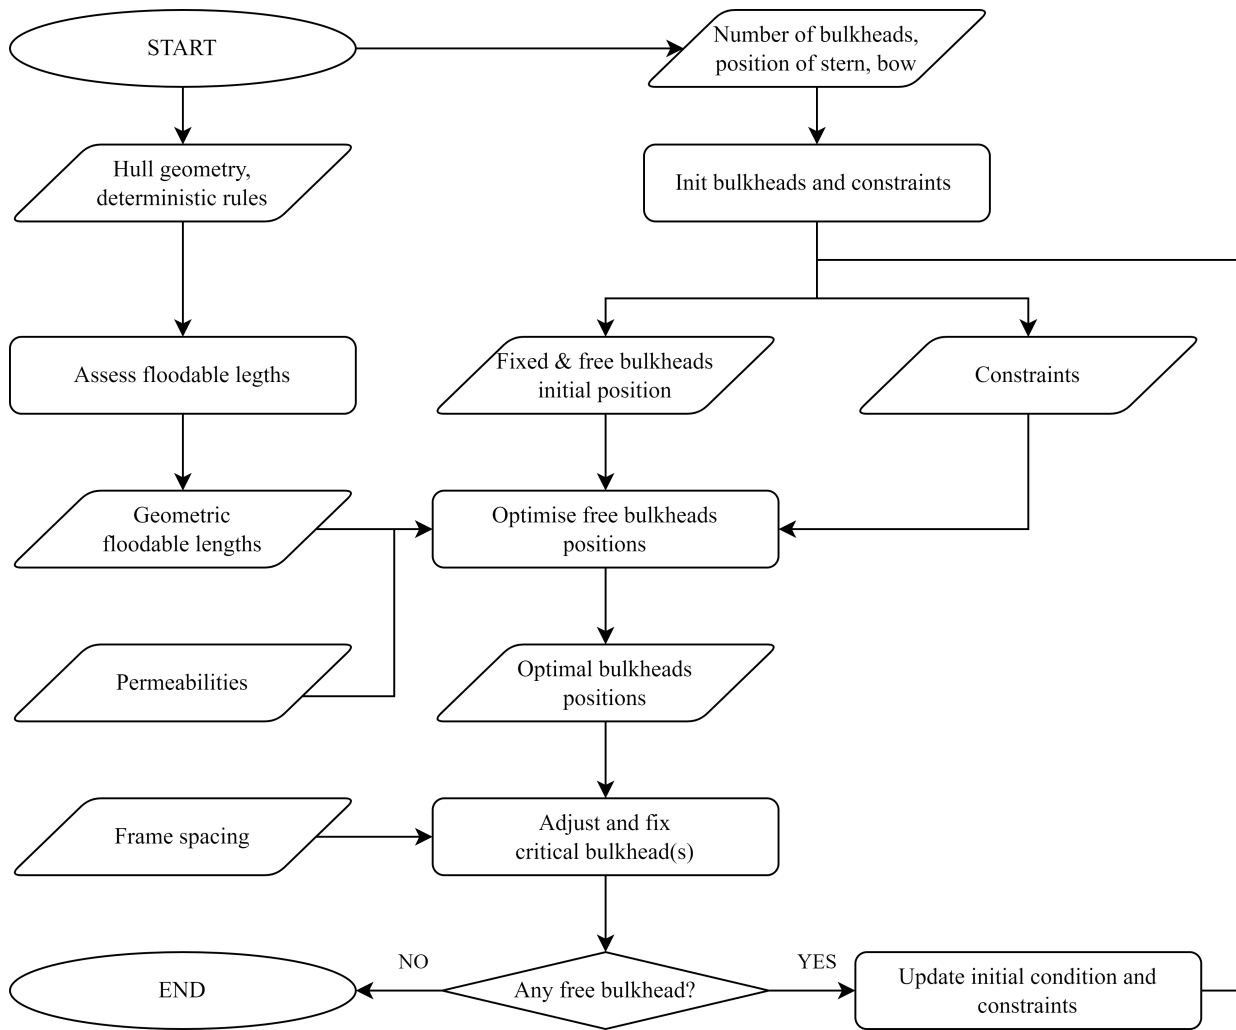 START
Number of bulkheads,
position of stern, bow
Hull geometry,
deterministic rules
Init bulkheads and constraints
Assess floodable legths
Fixed & free bulkheads
initial position
Constraints
Geometric
floodable lengths
Optimise free bulkheads
positions
Permeabilities
Optimal bulkheads
positions
Frame spacing
Adjust and fix
critical bulkhead(s)
END
NO
Any free bulkhead?
YES
Update initial condition and
constraints